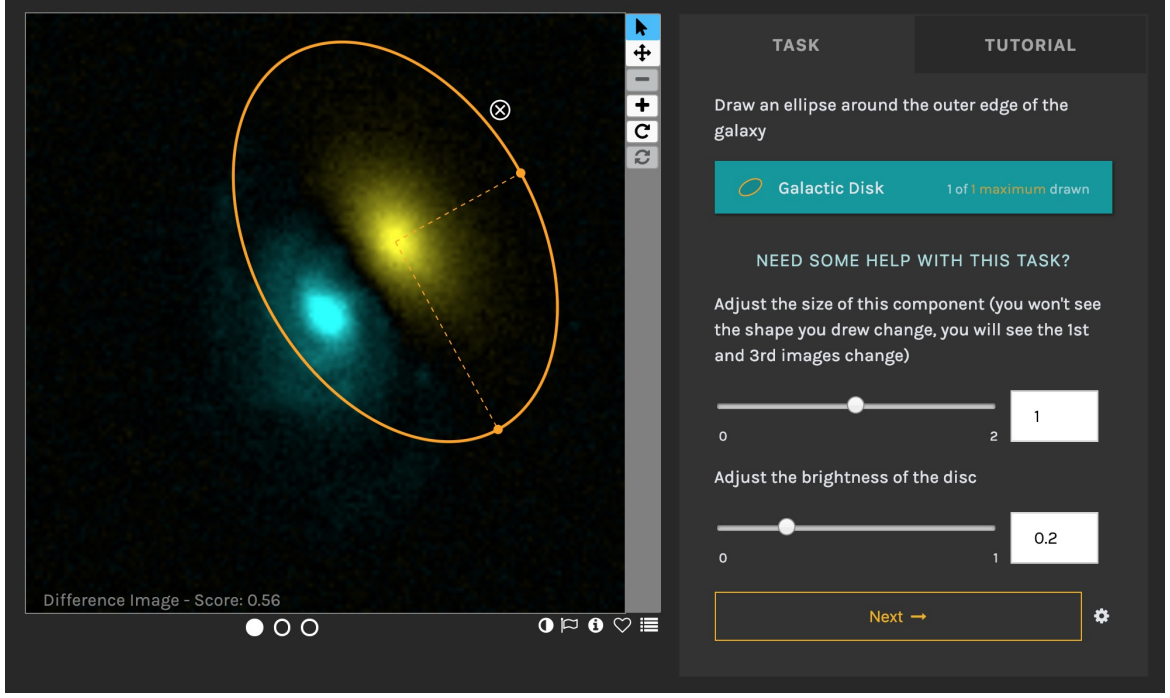 TASK
TUTORIAL
Draw an ellipse around the outer edge of the
galaxy
Galactic Disk
1 of 1 maximum drawn
NEED SOME HELP WITH THIS TASK?
Adjust the size of this component (you won't see
the shape you drew change, you will see the 1st
and 3rd images change)
1
0
2
Adjust the brightness of the disc
0.2
0
1
Next →
Difference Image - Score: 0.56